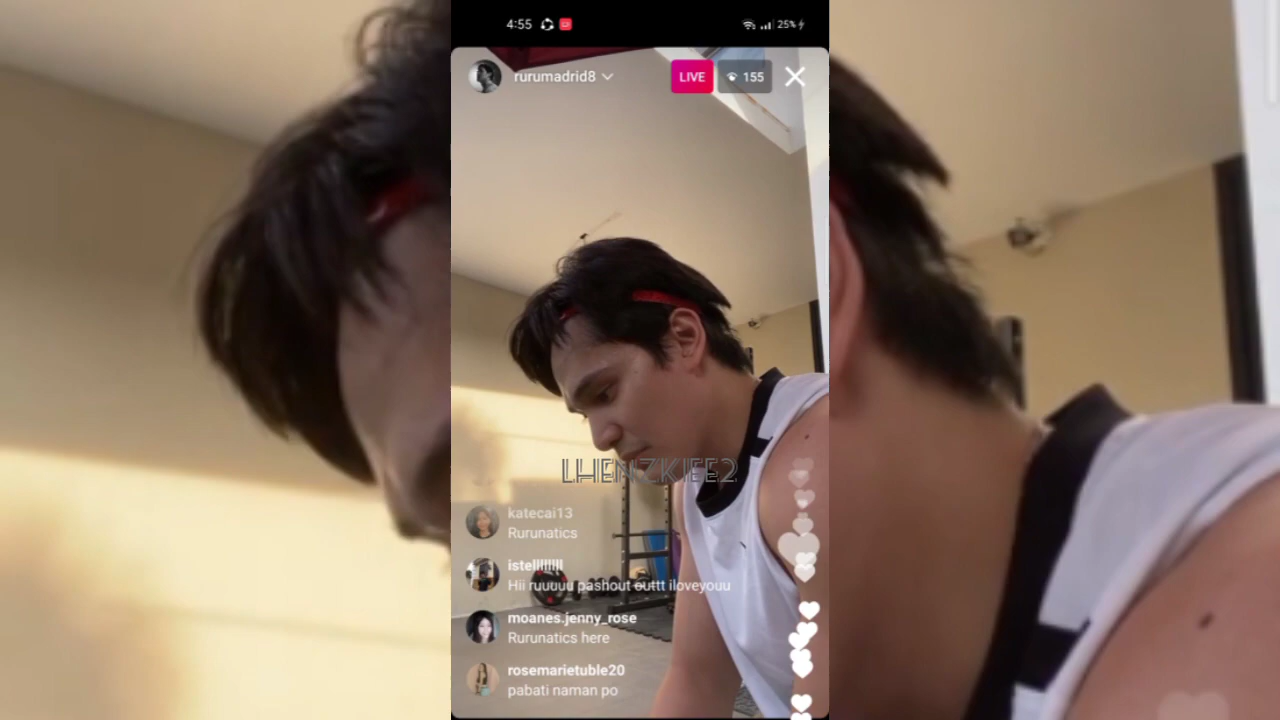 4:55
25%
rurumadrid8
LIVE
155
LHENZKIEE2
katecai13
Rurunatics
istellllllll
Hii ruuuuu pashout outtt iloveyouu
moanes.jenny_rose
Rurunatics here
rosemarietuble20
pabati naman po